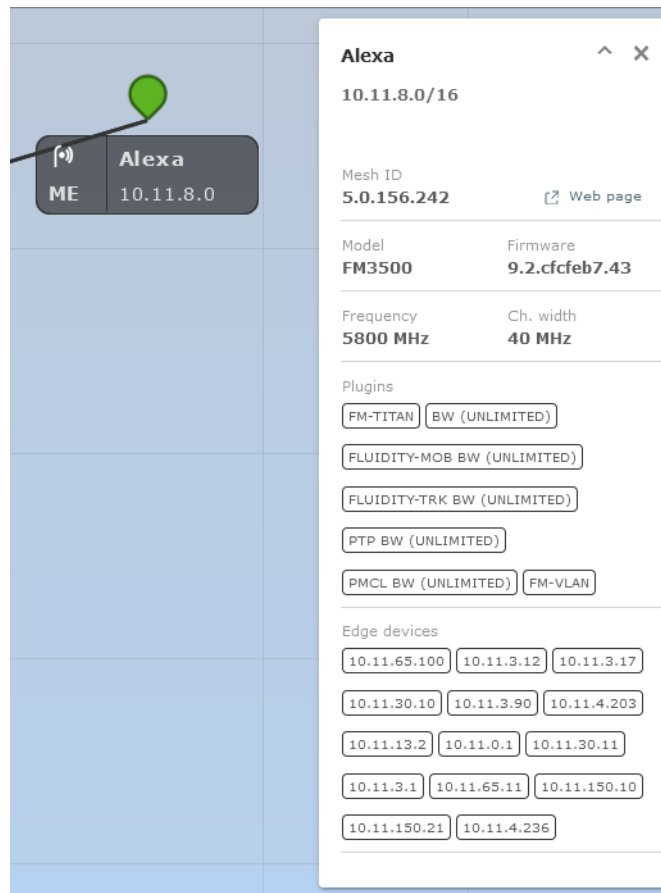 Alexa
ME 10.11.8.0
Alexa
10.11.8.0/16
Mesh ID
5.0.156.242 Web page
Model Firmware
FM3500 9.2.cfcfeb7.43
Frequency Ch. width
5800 MHz 40 MHz
Plugins
FM-TITAN BW (UNLIMITED)
FLUIDITY-MOB BW (UNLIMITED)
FLUIDITY-TRK BW (UNLIMITED)
PTP BW (UNLIMITED)
PMCL BW (UNLIMITED) FM-VLAN
Edge devices
10.11.65.100 10.11.3.12 10.11.3.17
10.11.30.10 10.11.3.90 10.11.4.203
10.11.13.2 10.11.0.1 10.11.30.11
10.11.3.1 10.11.65.11 10.11.150.10
10.11.150.21 10.11.4.236